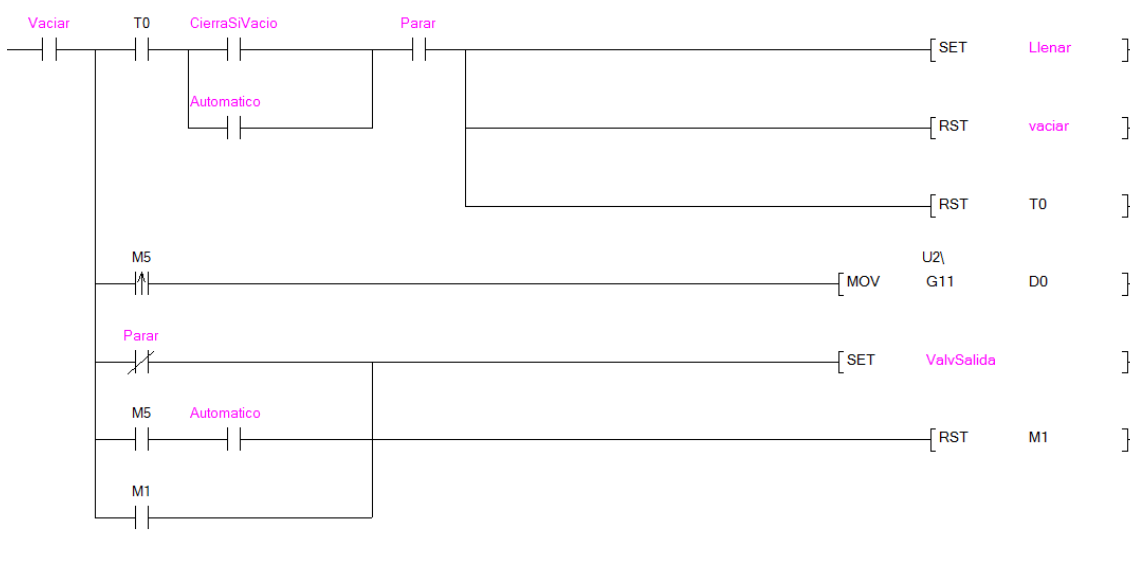 Vaciar T0 CierraSiVacio Parar
SET Llenar
Automatico
RST vaciar
RST T0
M5 U2\
MOV G11 D0
Parar
SET ValvSalida
M5 Automatico
RST M1
M1